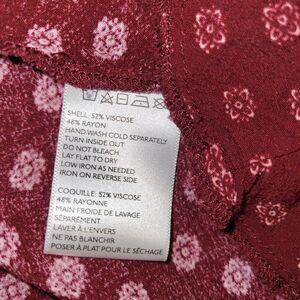 SHELL: 52% VISCOSE
48% RAYON
HAND WASH COLD SEPARATELY
TURN INSIDE OUT
DO NOT BLEACH
LAY FLAT TO DRY
LOW IRON AS NEEDED
IRON ON REVERSE SIDE
COQUILLE: 52% VISCOSE
48% RAYONNE
MAIN FROIDE DE LAVAGE
SÉPARÉMENT
LAVER À L'ENVERS
NE PAS BLANCHIR
POSER À PLAT POUR LE SÉCHAGE